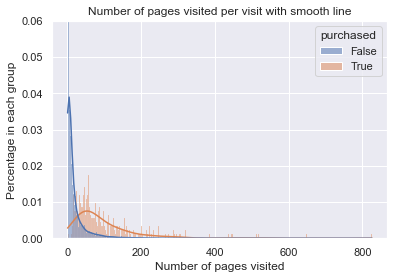 Number of pages visited per visit with smooth line
purchased
False
True
Percentage in each group
0.06
0.05
0.04
0.03
0.02
0.01
0.00
0
200
400
600
800
Number of pages visited